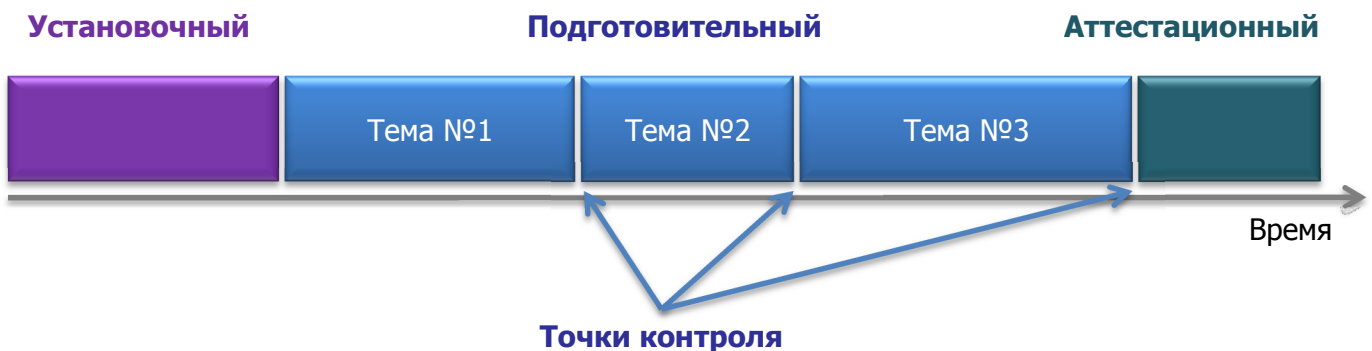 Установочный Подготовительный Аттестационный
Тема №1 Тема №2 Тема №3
Время
Точки контроля